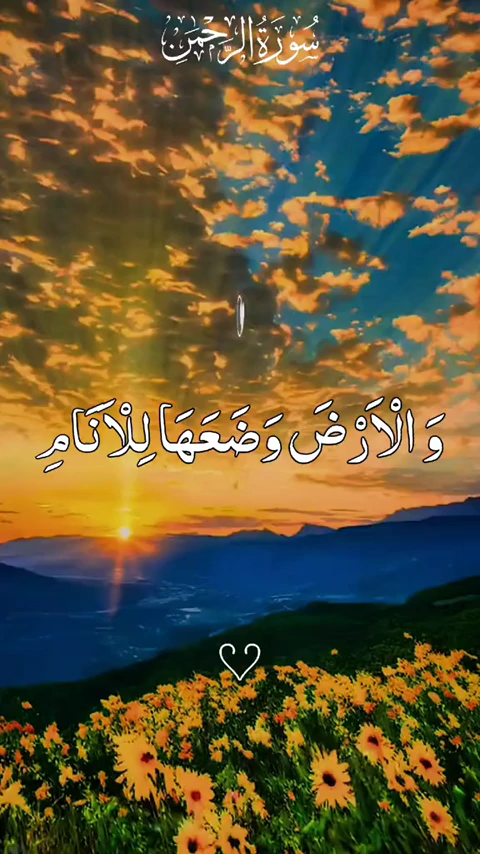 سُورَةُ الرَّحْمٰنِ
وَ الْاَرْضَ وَضَعَهَا لِلْاَنَامِ